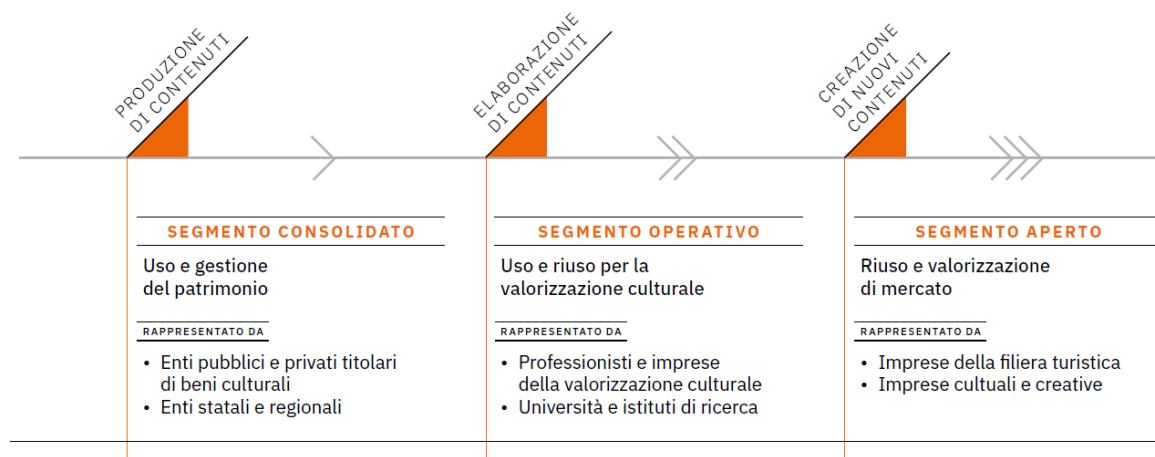 PRODUZIONE
DI CONTENUTI
ELABORAZIONE
DI CONTENUTI
CREAZIONE
DI NUOVI
CONTENUTI
SEGMENTO CONSOLIDATO
Uso e gestione
del patrimonio
RAPPRESENTATO DA
• Enti pubblici e privati titolari
di beni culturali
• Enti statali e regionali
SEGMENTO OPERATIVO
Uso e riuso per la
valorizzazione culturale
RAPPRESENTATO DA
• Professionisti e imprese
della valorizzazione culturale
• Università e istituti di ricerca
SEGMENTO APERTO
Riuso e valorizzazione
di mercato
RAPPRESENTATO DA
• Imprese della filiera turistica
• Imprese cultuali e creative